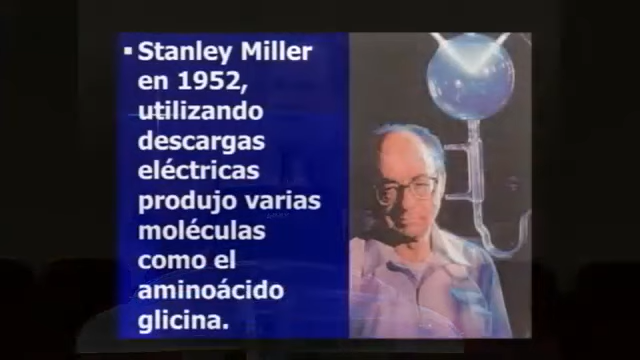 ▪ Stanley Miller
en 1952,
utilizando
descargas
eléctricas
produjo varias
moléculas
como el
aminoácido
glicina.